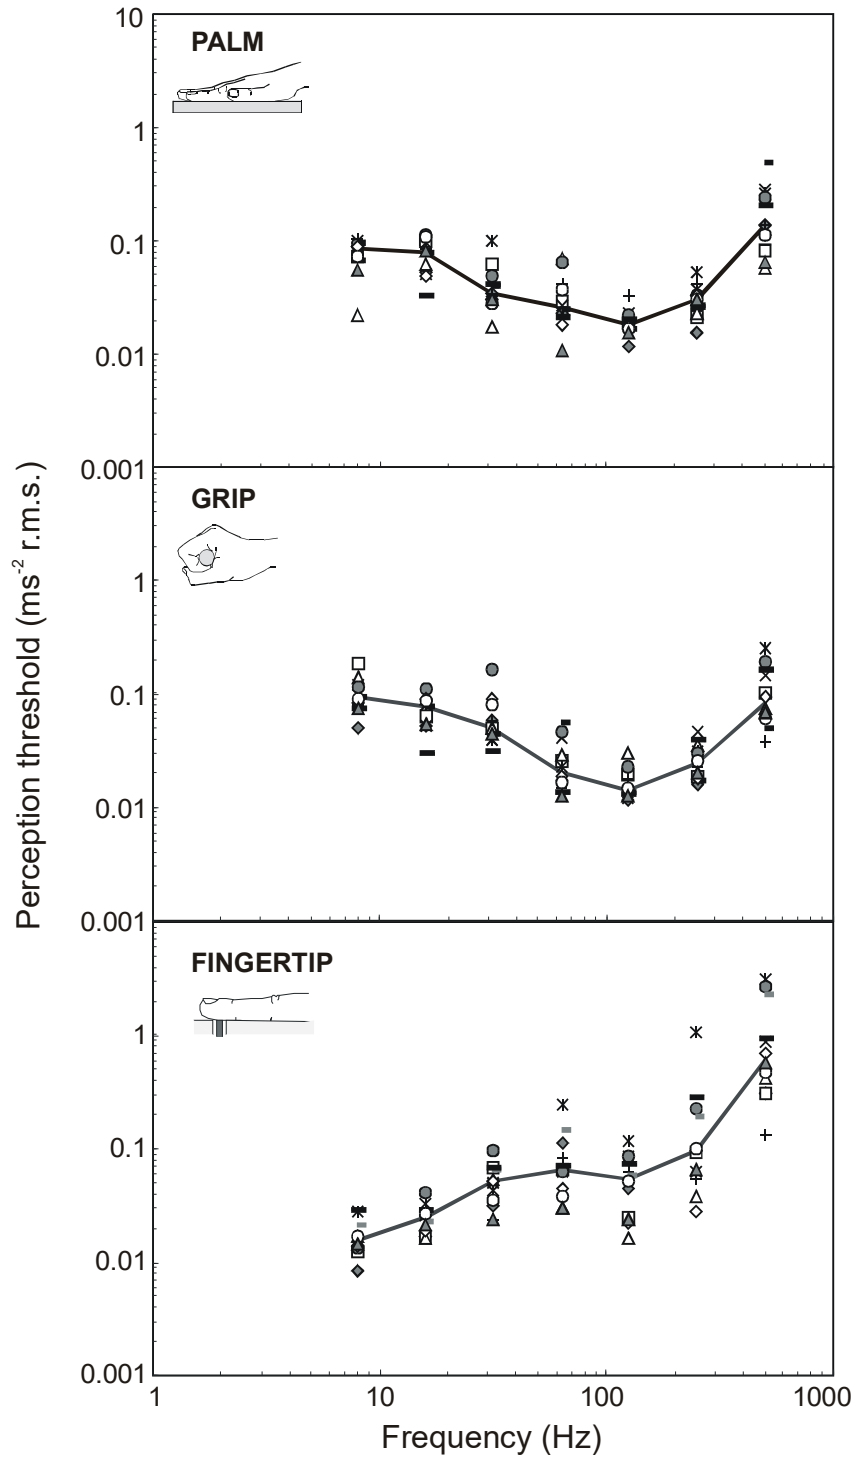 10
PALM
1
0.1
0.01
0.001
GRIP
1
0.1
0.01
0.001
FINGERTIP
1
0.1
0.01
0.001
1 10 100 1000
Frequency (Hz)
Perception threshold (ms⁻² r.m.s.)